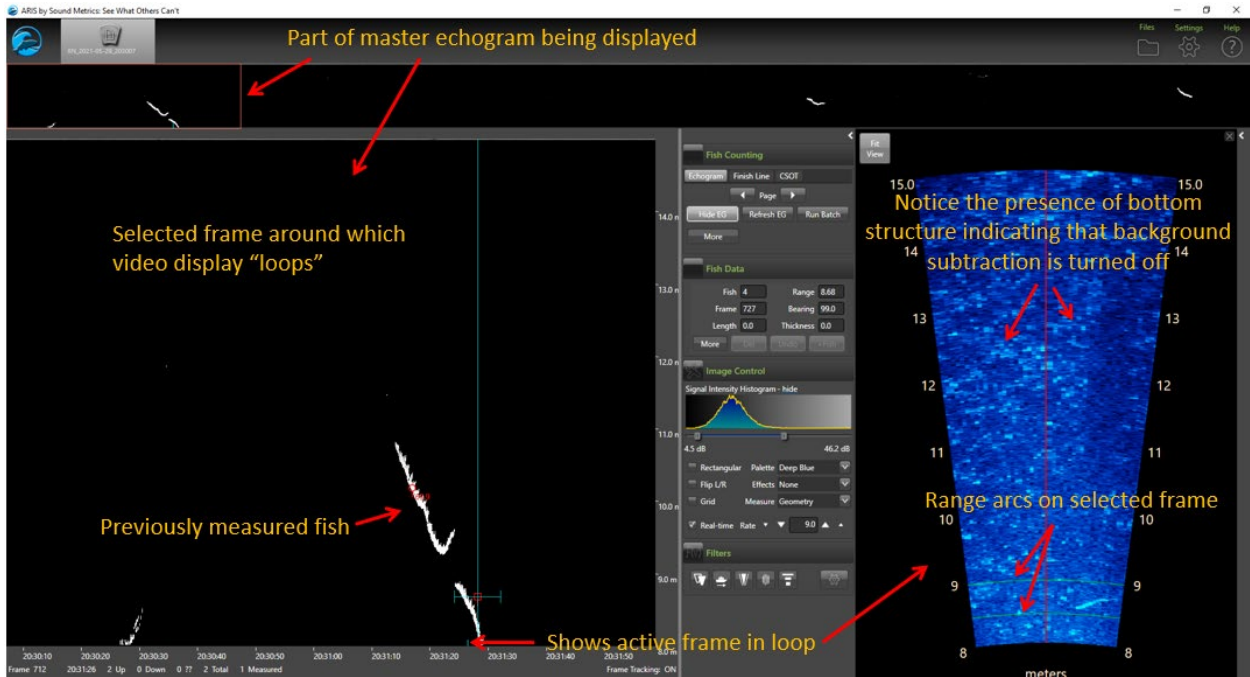 ARIS by Sound Metrics: See What Others Can't
Files Settings Help
Part of master echogram being displayed
Fit
View
Fish Counting
Echogram Finish Line CSOT
Page
Hide EG Refresh EG Run Batch
More
Selected frame around which
video display “loops”
Fish Data
Fish 4 Range 8.68
Frame 727 Bearing 99.0
Length 0.0 Thickness 0.0
More Undo
Image Control
Signal Intensity Histogram - hide
4.5 dB 46.2 dB
Rectangular Palette Deep Blue
Flip L/R Effects None
Grid Measure Geometry
Real-time Rate 9.0
Filters
14.0 m
13.0 m
12.0 m
11.0 m
10.0 m
9.0 m
8.0 m
Previously measured fish
15.0 15.0
Notice the presence of bottom
structure indicating that background
subtraction is turned off
14 14
13 13
12 12
11 11
Range arcs on selected frame
10 10
9 9
8 8
meters
Shows active frame in loop
20:30:10 20:30:20 20:30:30 20:30:40 20:30:50 20:31:00 20:31:10 20:31:20 20:31:30 20:31:40 20:31:50
Frame 712 20:31:26 2 Up 0 Down 0 ?? 2 Total 1 Measured Frame Tracking: ON